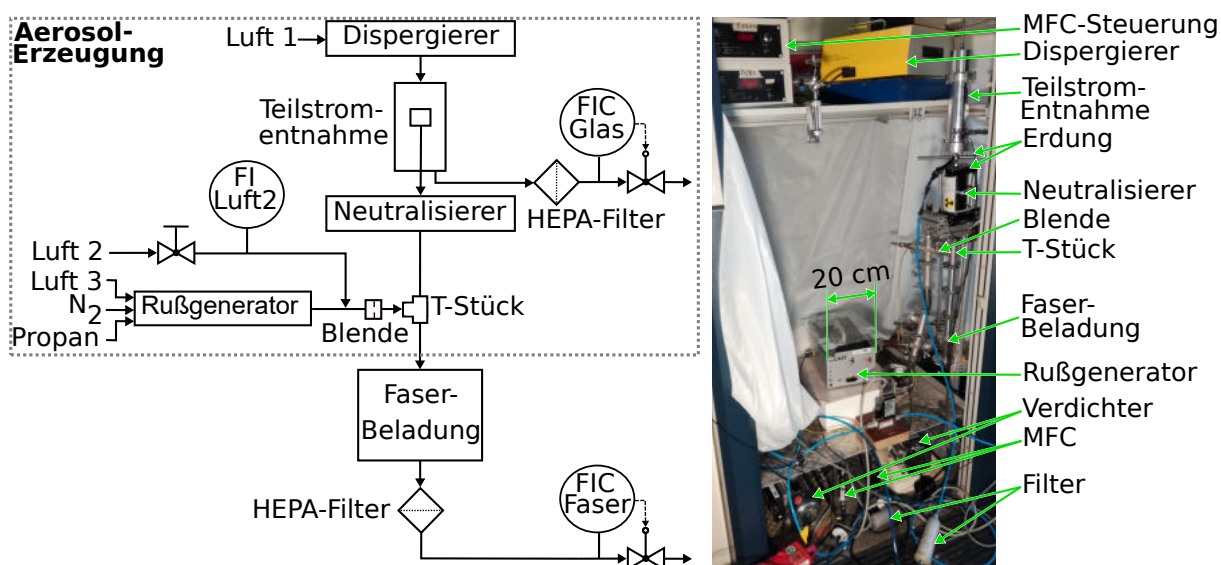 Aerosol-
Erzeugung
Luft 1
Dispergierer
Teilstrom-
entnahme
FIC
Glas
HEPA-Filter
Neutralisierer
FI
Luft2
Luft 2
Luft 3
N2
Propan
Rußgenerator
Blende
T-Stück
Faser-
Beladung
HEPA-Filter
FIC
Faser
20 cm
MFC-Steuerung
Dispergierer
Teilstrom-
Entnahme
Erdung
Neutralisierer
Blende
T-Stück
Faser-
Beladung
Rußgenerator
Verdichter
MFC
Filter